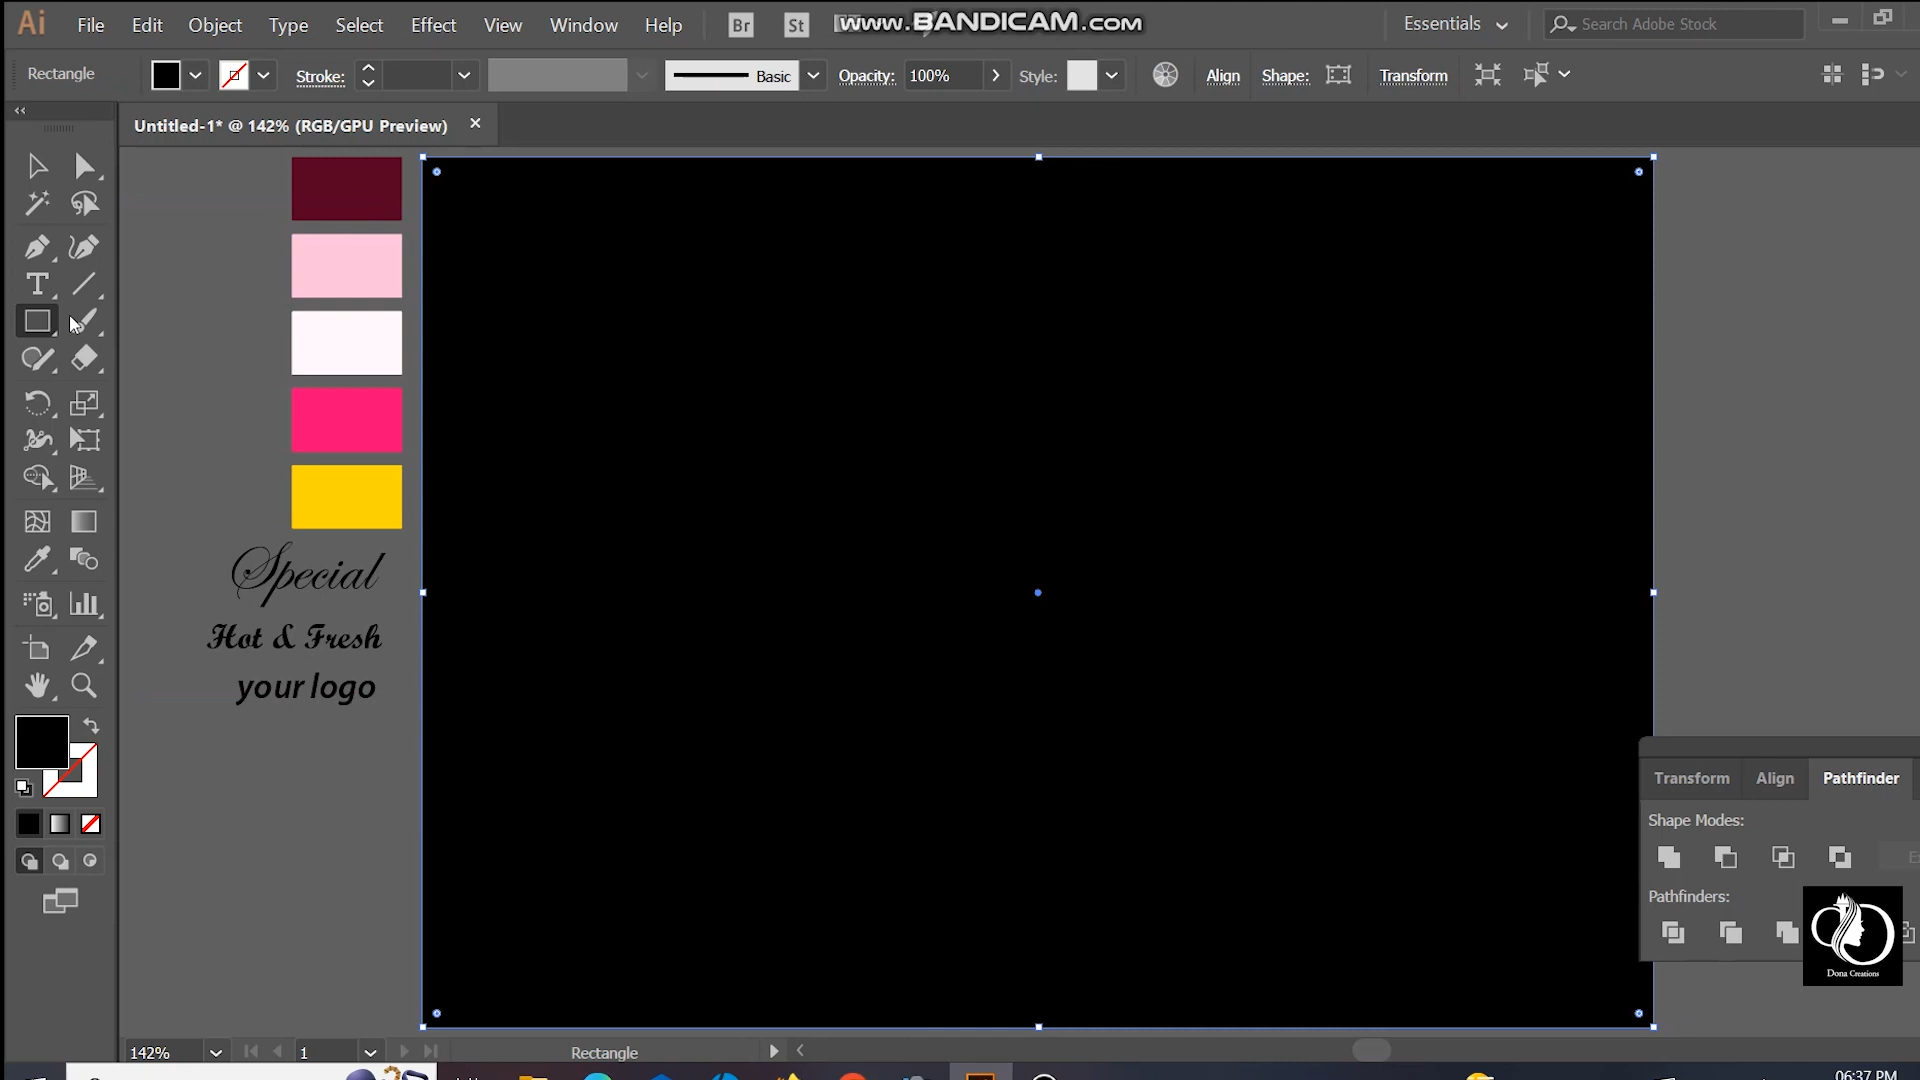 Ai File Edit Object Type Select Effect View Window Help Br St www.BANDICAM.com Essentials Search Adobe Stock
Rectangle Stroke: Basic Opacity: 100% Style: Align Shape: Transform
Untitled-1* @ 142% (RGB/GPU Preview)
Special
Hot & Fresh
your logo
Transform Align Pathfinder
Shape Modes:
Pathfinders:
Dona Creations
142% 1 Rectangle
06:37 PM